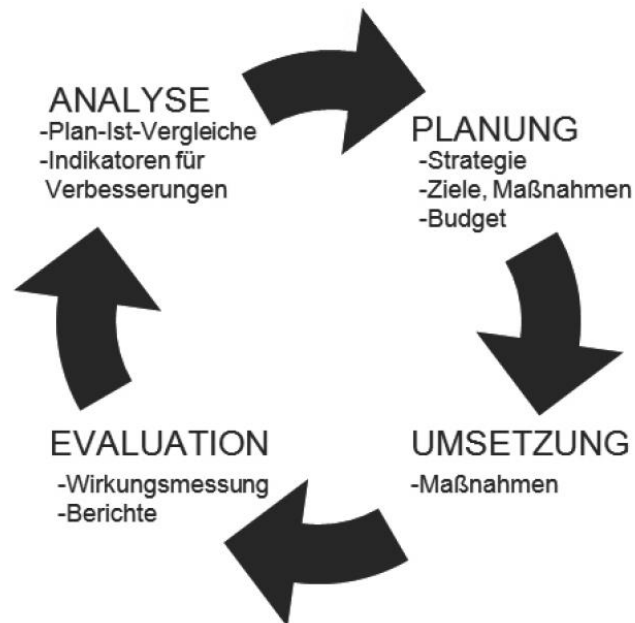 ANALYSE
-Plan-Ist-Vergleiche
-Indikatoren für
Verbesserungen
PLANUNG
-Strategie
-Ziele, Maßnahmen
-Budget
UMSETZUNG
-Maßnahmen
EVALUATION
-Wirkungsmessung
-Berichte